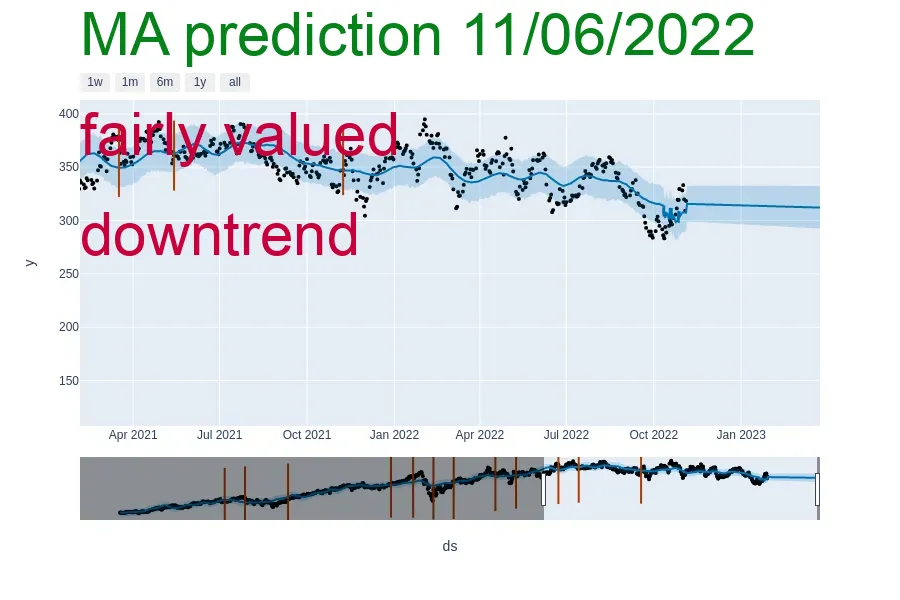 MA prediction 11/06/2022
1w 1m 6m 1y all
400
fairly valued
350
300
downtrend
y
250
200
150
Apr 2021 Jul 2021 Oct 2021 Jan 2022 Apr 2022 Jul 2022 Oct 2022 Jan 2023
ds